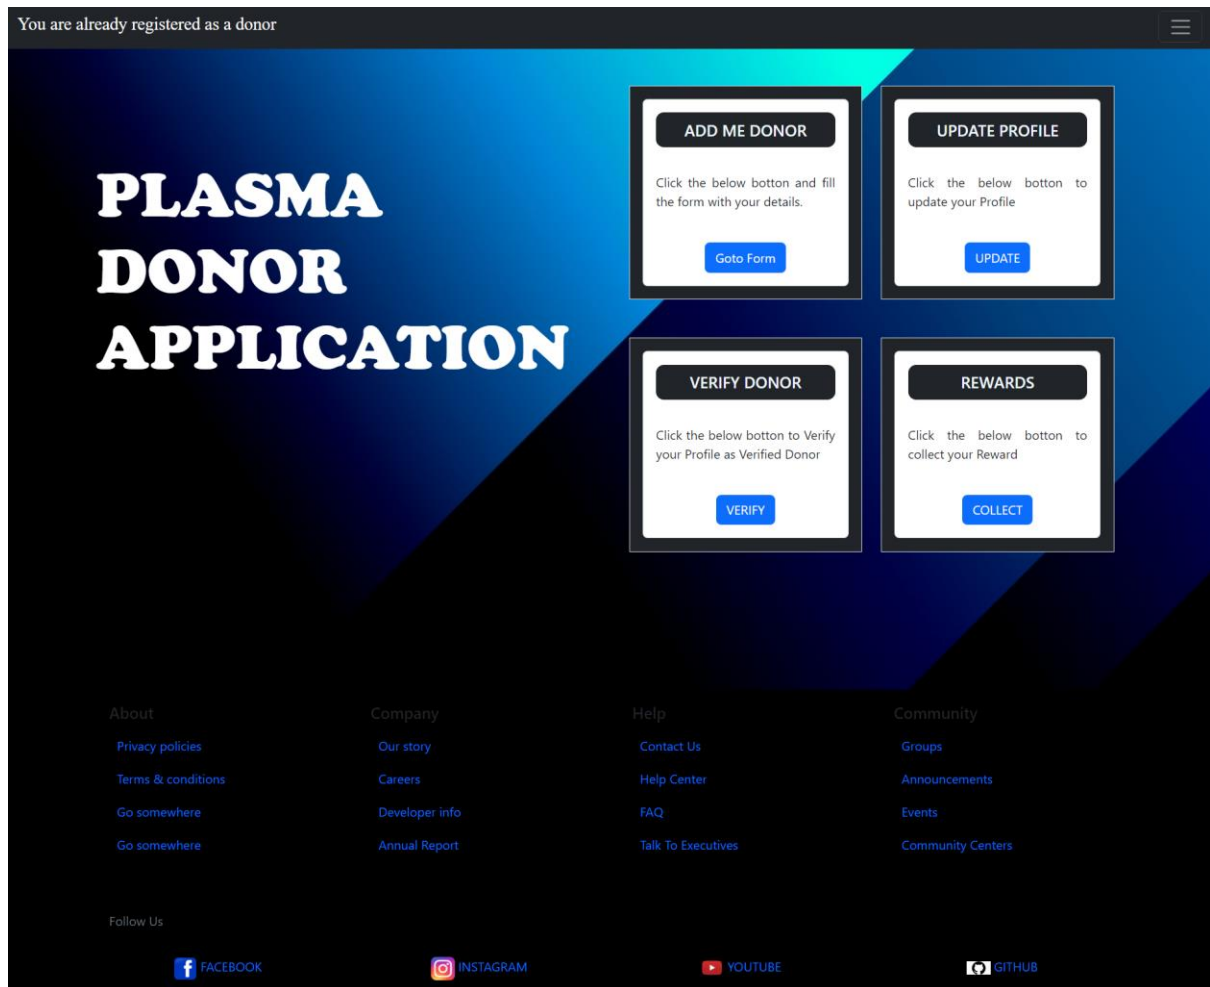 You are already registered as a donor
PLASMA
DONOR
APPLICATION
ADD ME DONOR
Click the below botton and fill
the form with your details.
Goto Form
UPDATE PROFILE
Click the below botton to
update your Profile
UPDATE
VERIFY DONOR
Click the below botton to Verify
your Profile as Verified Donor
VERIFY
REWARDS
Click the below botton to
collect your Reward
COLLECT
About
Privacy policies
Terms & conditions
Go somewhere
Go somewhere
Company
Our story
Careers
Developer info
Annual Report
Help
Contact Us
Help Center
FAQ
Talk To Executives
Community
Groups
Announcements
Events
Community Centers
Follow Us
FACEBOOK
INSTAGRAM
YOUTUBE
GITHUB